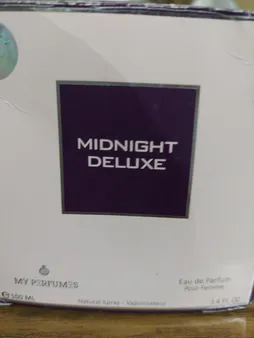 MIDNIGHT
DELUXE
MY PERFUMES
Eau de Parfum
Pour Femme
℮ 100 ML
Natural Spray - Vaporisateur
3.4 FL.OZ